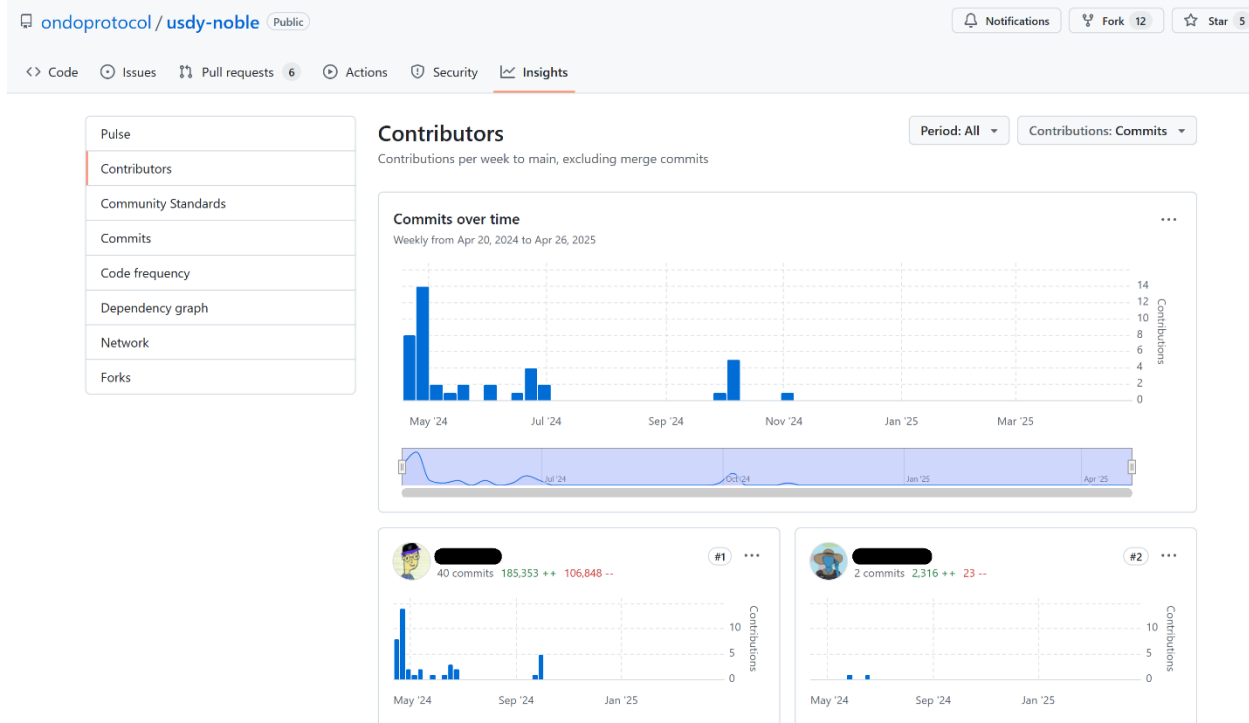 ondoprotocol / usdy-noble Public
Notifications Fork 12 Star 5
Code Issues Pull requests 6 Actions Security Insights
Pulse
Contributors
Community Standards
Commits
Code frequency
Dependency graph
Network
Forks
Contributors
Period: All
Contributions: Commits
Contributions per week to main, excluding merge commits
Commits over time
Weekly from Apr 20, 2024 to Apr 26, 2025
14
12
10
8
6
4
2
0
Contributions
May '24 Jul '24 Sep '24 Nov '24 Jan '25 Mar '25
Jul '24 Oct '24 Jan '25 Apr '25
#1
40 commits 185,353 ++ 106,848 --
10
5
0
Contributions
May '24 Sep '24 Jan '25
#2
2 commits 2,316 ++ 23 --
10
5
0
Contributions
May '24 Sep '24 Jan '25